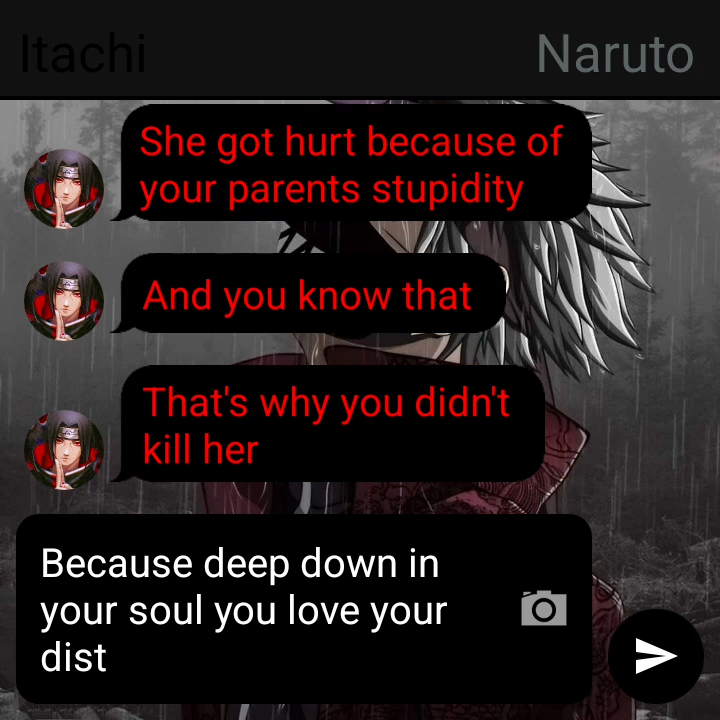 Itachi
Naruto
She got hurt because of
your parents stupidity
And you know that
That's why you didn't
kill her
Because deep down in
your soul you love your
dist